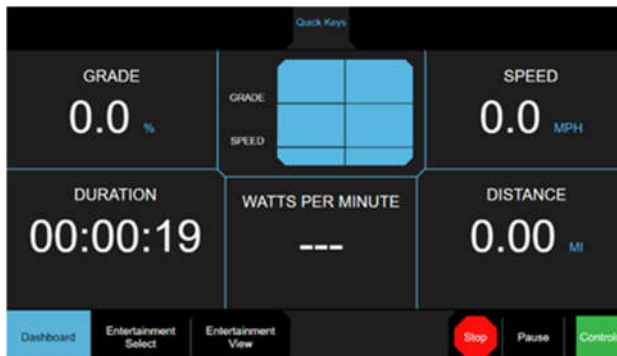 Quick Keys
GRADE
0.0 %
GRADE
SPEED
SPEED
0.0 MPH
DURATION
00:00:19
WATTS PER MINUTE
---
DISTANCE
0.00 MI
Dashboard
Entertainment
Select
Entertainment
View
Stop
Pause
Controls